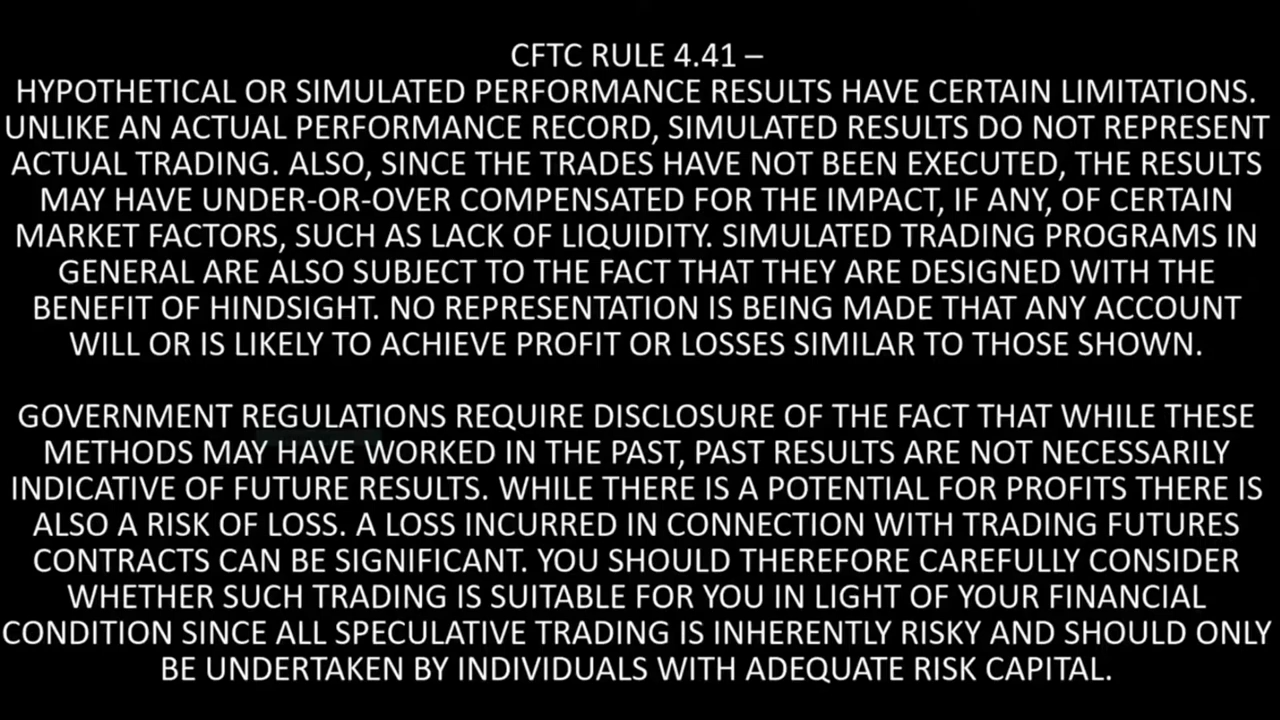 CFTC RULE 4.41 –
HYPOTHETICAL OR SIMULATED PERFORMANCE RESULTS HAVE CERTAIN LIMITATIONS.
UNLIKE AN ACTUAL PERFORMANCE RECORD, SIMULATED RESULTS DO NOT REPRESENT
ACTUAL TRADING. ALSO, SINCE THE TRADES HAVE NOT BEEN EXECUTED, THE RESULTS
MAY HAVE UNDER-OR-OVER COMPENSATED FOR THE IMPACT, IF ANY, OF CERTAIN
MARKET FACTORS, SUCH AS LACK OF LIQUIDITY. SIMULATED TRADING PROGRAMS IN
GENERAL ARE ALSO SUBJECT TO THE FACT THAT THEY ARE DESIGNED WITH THE
BENEFIT OF HINDSIGHT. NO REPRESENTATION IS BEING MADE THAT ANY ACCOUNT
WILL OR IS LIKELY TO ACHIEVE PROFIT OR LOSSES SIMILAR TO THOSE SHOWN.
GOVERNMENT REGULATIONS REQUIRE DISCLOSURE OF THE FACT THAT WHILE THESE
METHODS MAY HAVE WORKED IN THE PAST, PAST RESULTS ARE NOT NECESSARILY
INDICATIVE OF FUTURE RESULTS. WHILE THERE IS A POTENTIAL FOR PROFITS THERE IS
ALSO A RISK OF LOSS. A LOSS INCURRED IN CONNECTION WITH TRADING FUTURES
CONTRACTS CAN BE SIGNIFICANT. YOU SHOULD THEREFORE CAREFULLY CONSIDER
WHETHER SUCH TRADING IS SUITABLE FOR YOU IN LIGHT OF YOUR FINANCIAL
CONDITION SINCE ALL SPECULATIVE TRADING IS INHERENTLY RISKY AND SHOULD ONLY
BE UNDERTAKEN BY INDIVIDUALS WITH ADEQUATE RISK CAPITAL.